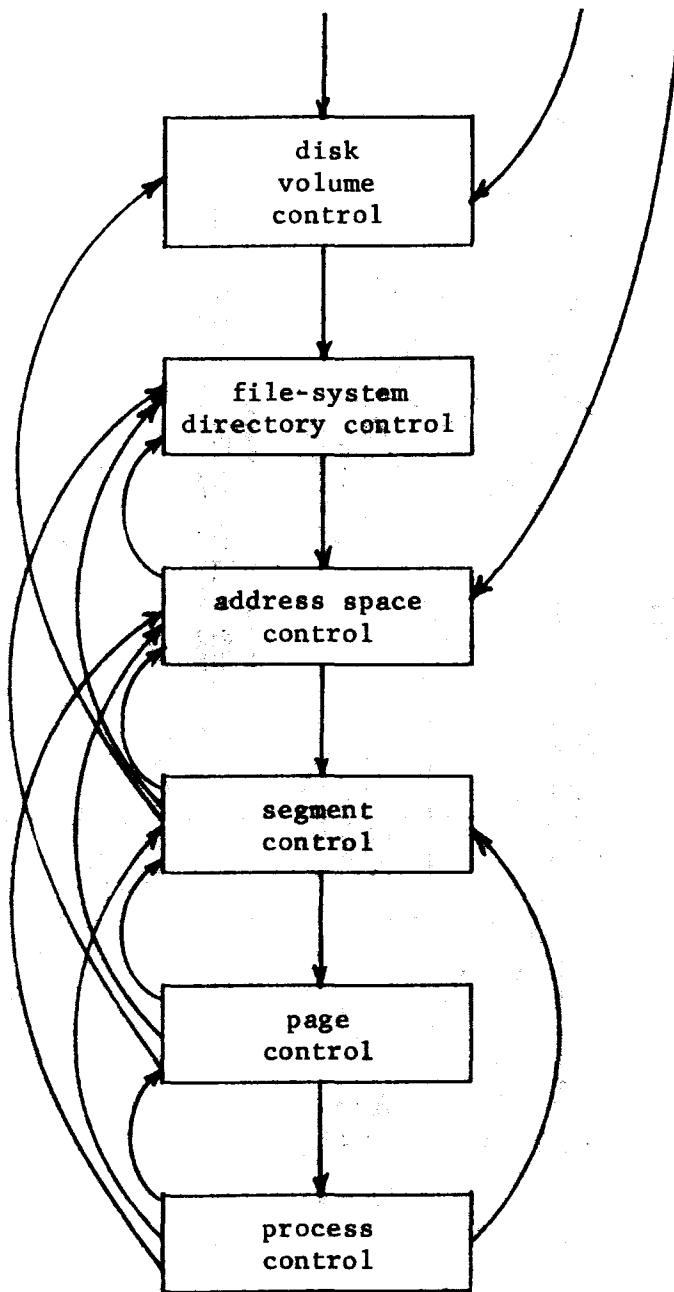 disk
volume
control
file-system
directory control
address space
control
segment
control
page
control
process
control